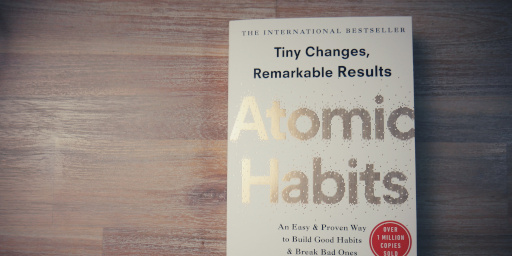 THE INTERNATIONAL BESTSELLER
Tiny Changes,
Remarkable Results
Atomic
Habits
An Easy & Proven Way
to Build Good Habits
& Break Bad Ones
OVER
1 MILLION
COPIES
SOLD